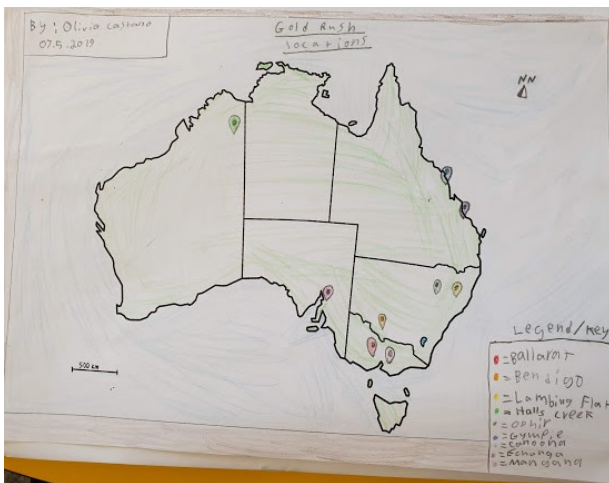 By: Olivia Castano
07.5.2019
Gold Rush
locations
N
500 km
Legend/Key
=Ballarat
=Bendigo
=Lambing Flat
=Halls Creek
=Ophir
=Gympie
=Canoona
=Echunga
=Mangana